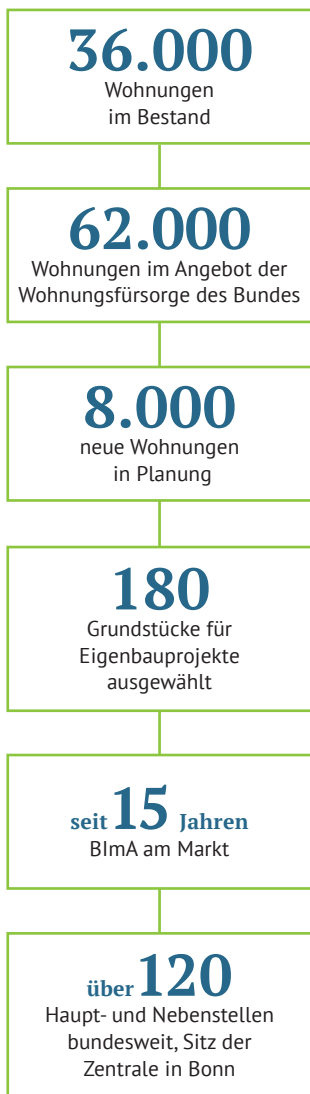 36.000
Wohnungen
im Bestand
62.000
Wohnungen im Angebot der
Wohnungsfürsorge des Bundes
8.000
neue Wohnungen
in Planung
180
Grundstücke für
Eigenbauprojekte
ausgewählt
seit 15 Jahren
BImA am Markt
über 120
Haupt- und Nebenstellen
bundesweit, Sitz der
Zentrale in Bonn